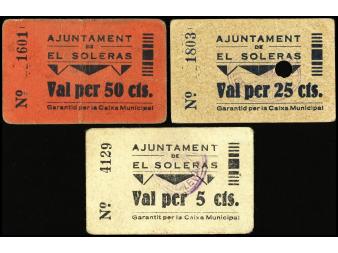 Nº 1601
AJUNTAMENT
DE
EL SOLERAS
Val per 50 cts.
Garantid per la Caixa Municipal
Nº 1803
AJUNTAMENT
DE
EL SOLERAS
Val per 25 cts.
Garantid per la Caixa Municipal
Nº 4129
AJUNTAMENT
DE
EL SOLERAS
Val per 5 cts.
Garantit per la Caixa Municipal